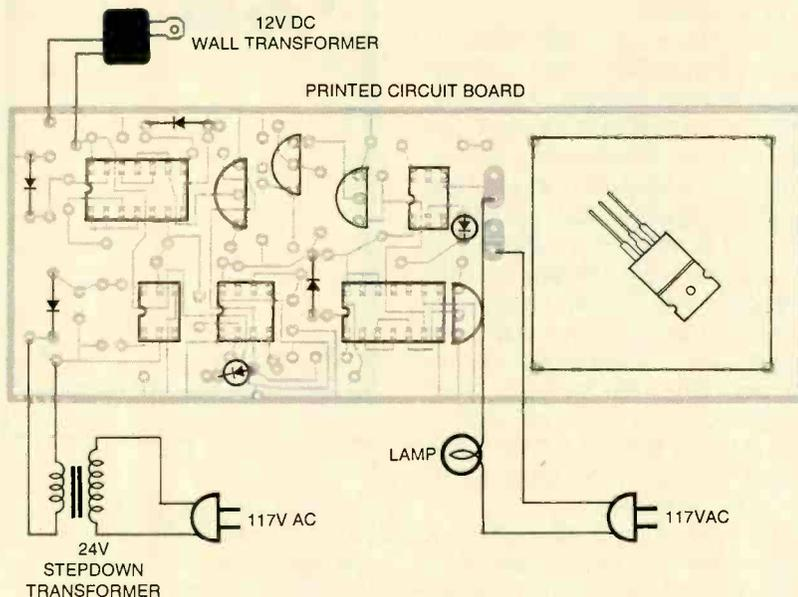 12V DC
WALL TRANSFORMER
PRINTED CIRCUIT BOARD
LAMP
117V AC
117VAC
24V
STEPDOWN
TRANSFORMER